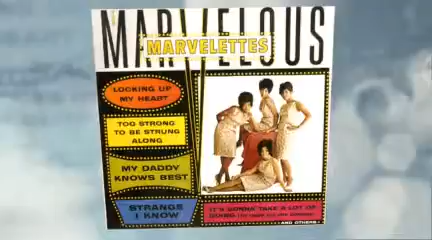 MARVELOUS
MARVELETTES
LOCKING UP
MY HEART
TOO STRONG
TO BE STRUNG
ALONG
MY DADDY
KNOWS BEST
STRANGE
I KNOW
IT'S GONNA TAKE A LOT OF
DOING
AND OTHERS